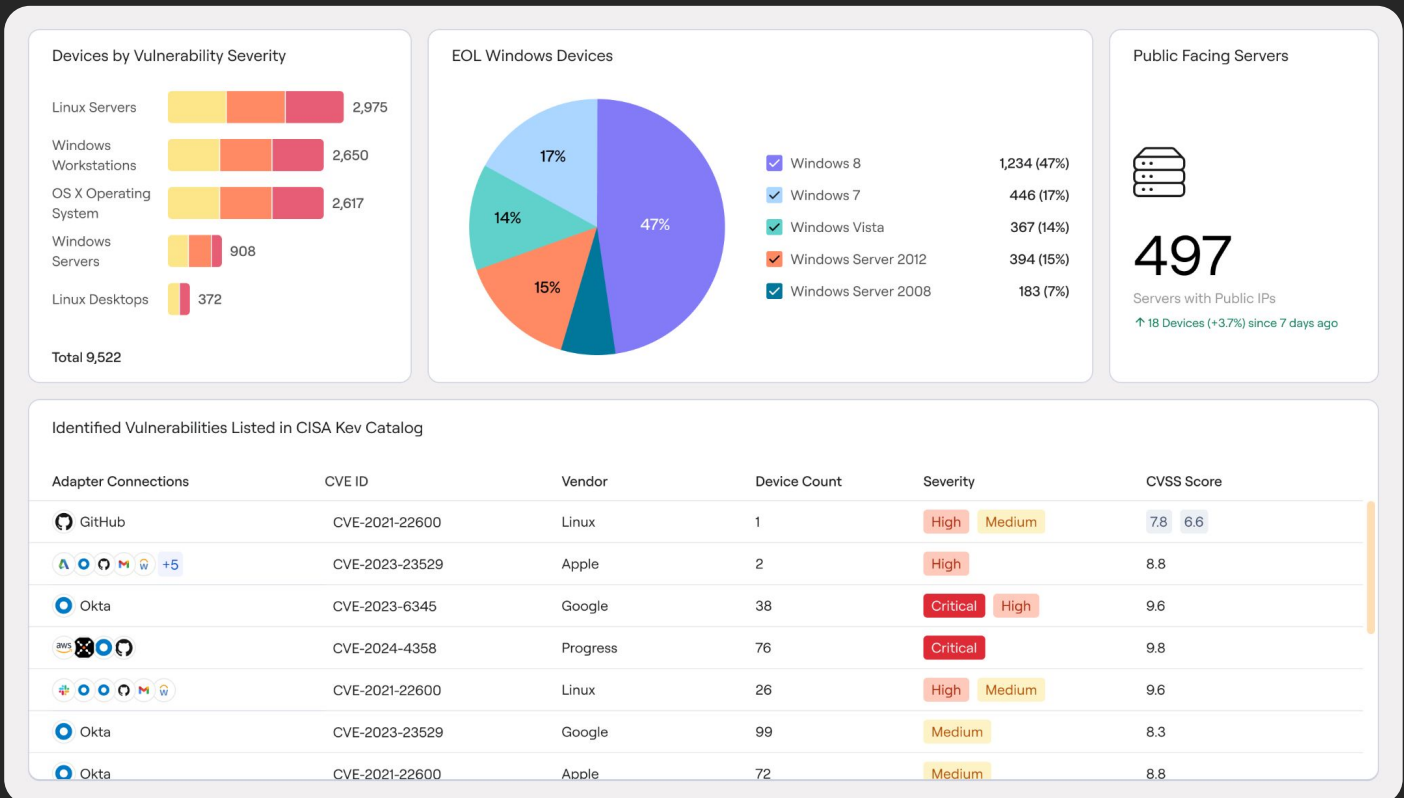 Devices by Vulnerability Severity
Linux Servers 2,975
Windows
Workstations 2,650
OS X Operating
System 2,617
Windows
Servers 908
Linux Desktops 372
Total 9,522
EOL Windows Devices
17%
14%
47%
15%
Windows 8 1,234 (47%)
Windows 7 446 (17%)
Windows Vista 367 (14%)
Windows Server 2012 394 (15%)
Windows Server 2008 183 (7%)
Public Facing Servers
497
Servers with Public IPs
↑ 18 Devices (+3.7%) since 7 days ago
Identified Vulnerabilities Listed in CISA Kev Catalog
Adapter Connections CVE ID Vendor Device Count Severity CVSS Score
GitHub CVE-2021-22600 Linux 1 High Medium 7.8 6.6
+5 CVE-2023-23529 Apple 2 High 8.8
Okta CVE-2023-6345 Google 38 Critical High 9.6
aws CVE-2024-4358 Progress 76 Critical 9.8
CVE-2021-22600 Linux 26 High Medium 9.6
Okta CVE-2023-23529 Google 99 Medium 8.3
Okta CVE-2021-22600 Apple 72 Medium 8.8